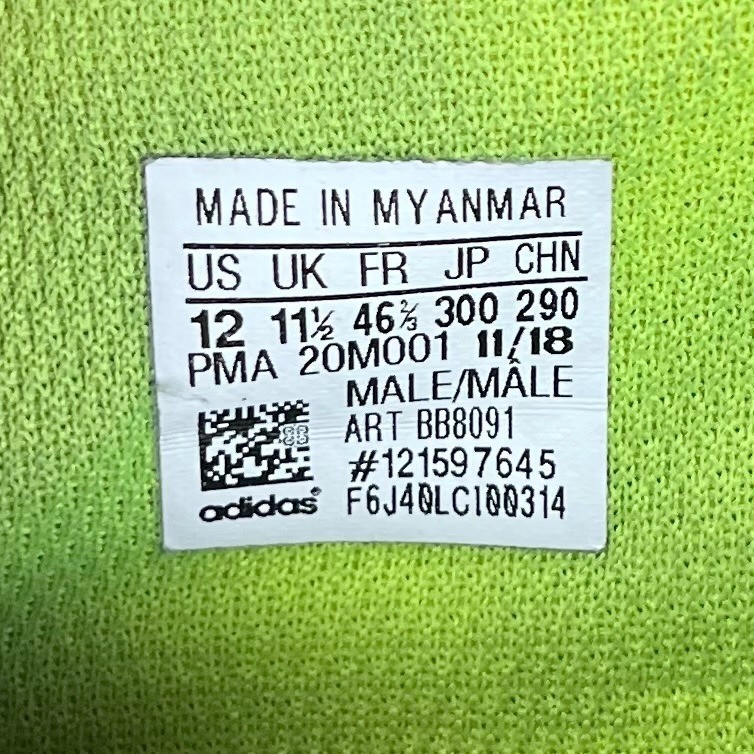 MADE IN MYANMAR
US UK FR JP CHN
12 11½ 46⅔ 300 290
PMA 20M001 11/18
MALE/MÂLE
ART BB8091
#121597645
adidas® F6J40LC100314